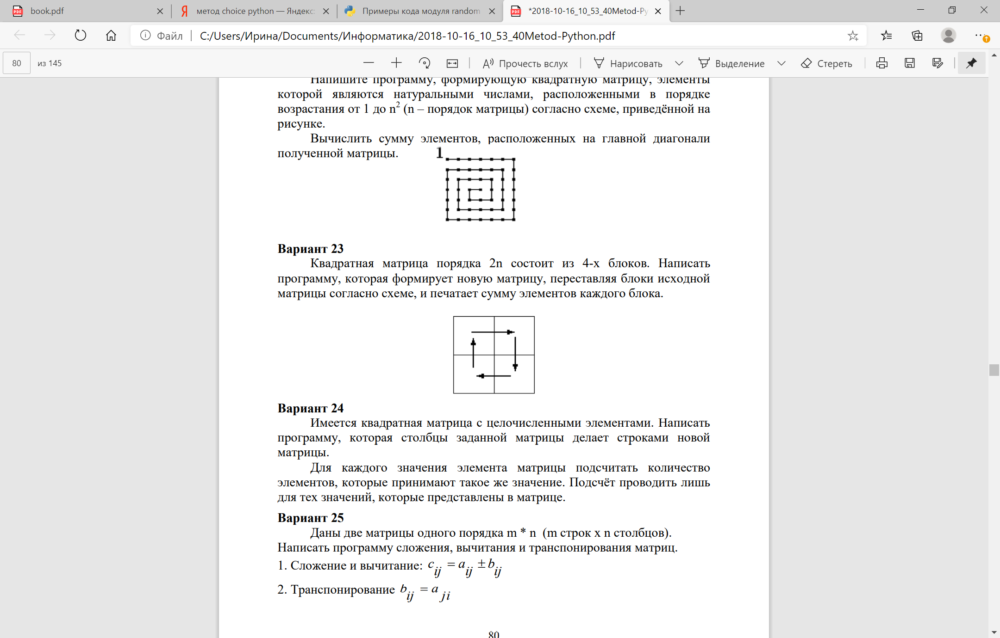 book.pdf
метод choice python — Яндекс:
Примеры кода модуля random
*2018-10-16_10_53_40Metod-Py
Файл
C:/Users/Ирина/Documents/Информатика/2018-10-16_10_53_40Metod-Python.pdf
80 из 145
Прочесть вслух
Нарисовать
Выделение
Стереть
Напишите программу, формирующую квадратную матрицу, элементы
которой являются натуральными числами, расположенными в порядке
возрастания от 1 до n² (n – порядок матрицы) согласно схеме, приведённой на
рисунке.
Вычислить сумму элементов, расположенных на главной диагонали
полученной матрицы.
1
Вариант 23
Квадратная матрица порядка 2n состоит из 4-х блоков. Написать
программу, которая формирует новую матрицу, переставляя блоки исходной
матрицы согласно схеме, и печатает сумму элементов каждого блока.
Вариант 24
Имеется квадратная матрица с целочисленными элементами. Написать
программу, которая столбцы заданной матрицы делает строками новой
матрицы.
Для каждого значения элемента матрицы подсчитать количество
элементов, которые принимают такое же значение. Подсчёт проводить лишь
для тех значений, которые представлены в матрице.
Вариант 25
Даны две матрицы одного порядка m * n (m строк x n столбцов).
Написать программу сложения, вычитания и транспонирования матриц.
1. Сложение и вычитание: c ij = a ij ± b ij
2. Транспонирование b ij = a ji
80